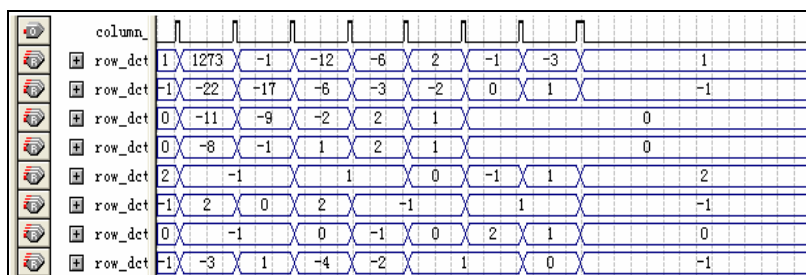 column_
row_dct 1 1273 -1 -12 -6 2 -1 -3 1
row_dct -1 -22 -17 -6 -3 -2 0 1 -1
row_dct 0 -11 -9 -2 2 1 0
row_dct 0 -8 -1 1 2 1 0
row_dct 2 -1 1 0 -1 1 2
row_dct -1 2 0 2 -1 1 -1
row_dct 0 -1 0 -1 0 2 1 0
row_dct -1 -3 1 -4 -2 1 0 -1